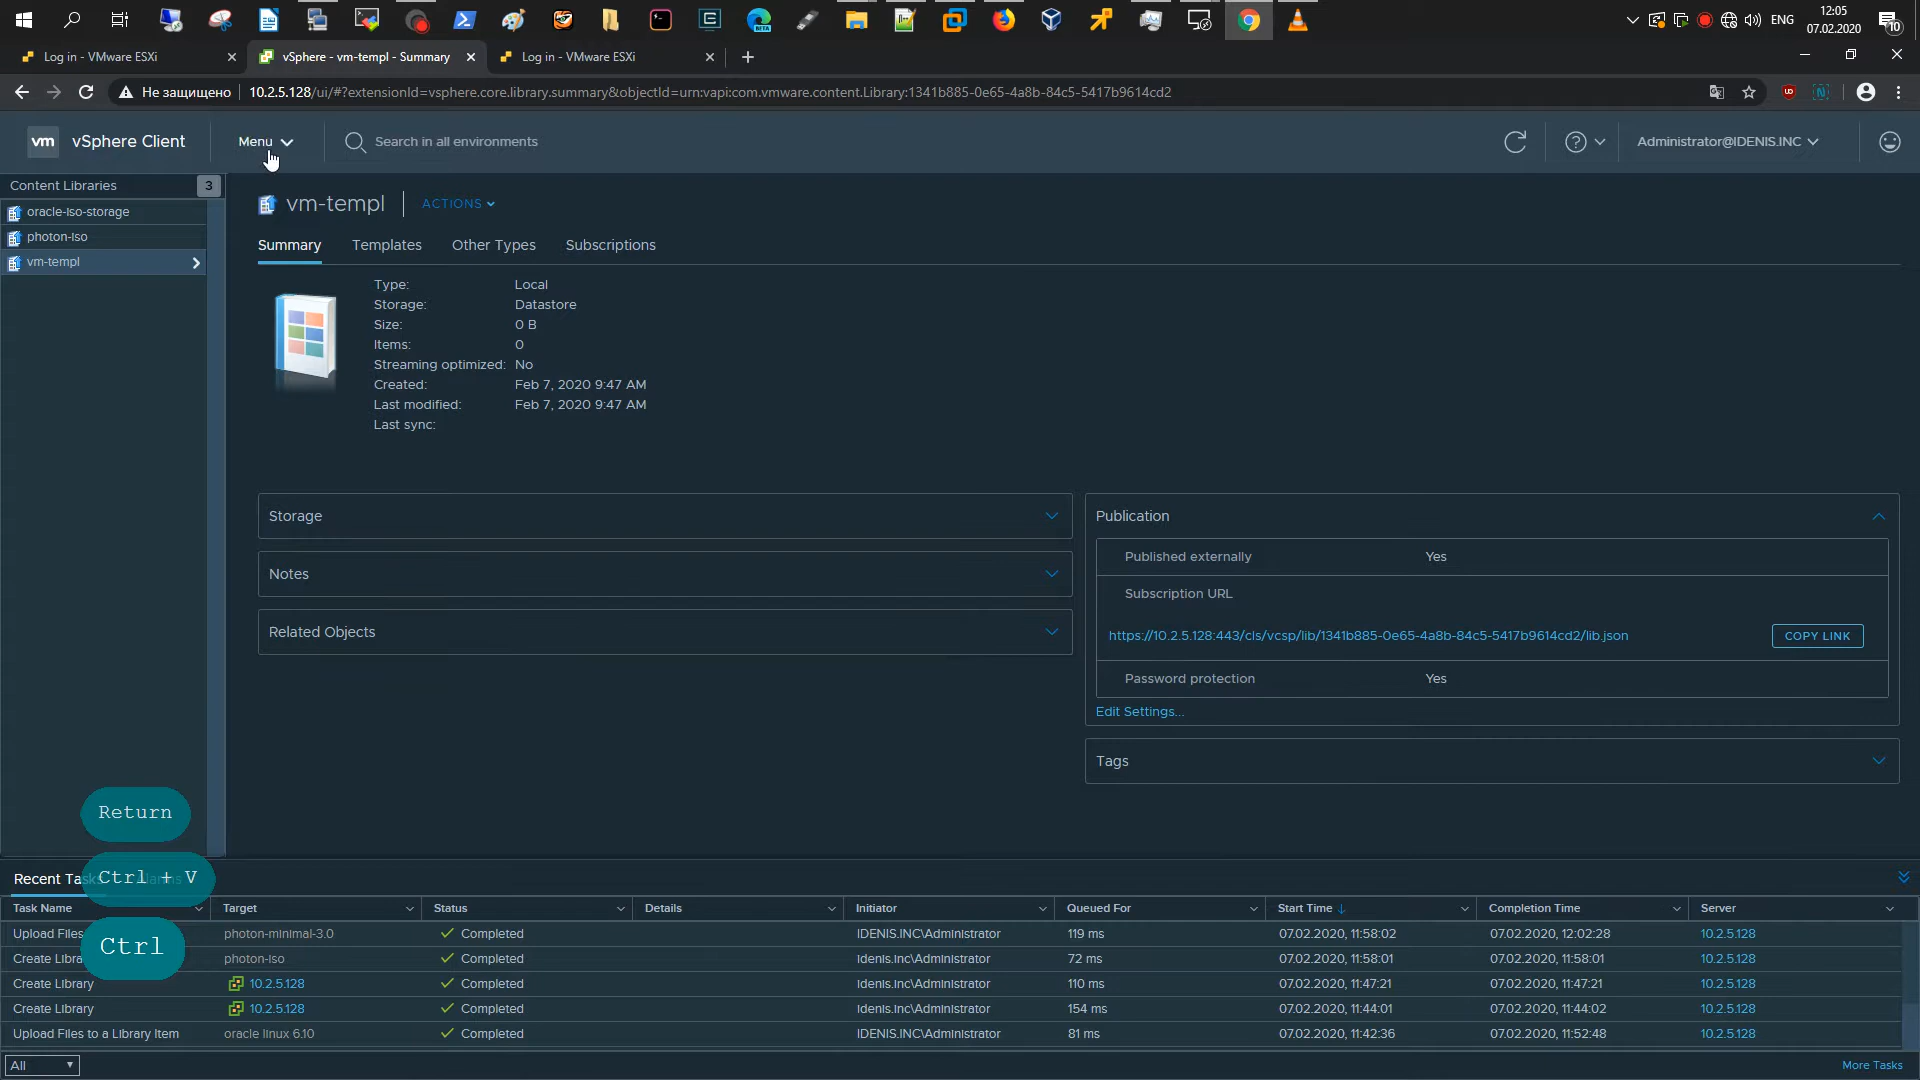 ENG
12:05
07.02.2020
10
Log in - VMware ESXi
vSphere - vm-templ - Summary
Log in - VMware ESXi
Не защищено
10.2.5.128/ui/#?extensionId=vsphere.core.library.summary&objectId=urn:vapi:com.vmware.content.Library:1341b885-0e65-4a8b-84c5-5417b9614cd2
vm vSphere Client
Menu
Search in all environments
Administrator@IDENIS.INC
Content Libraries 3
oracle-iso-storage
photon-iso
vm-templ
vm-templ
ACTIONS
Summary Templates Other Types Subscriptions
Type: Local
Storage: Datastore
Size: 0 B
Items: 0
Streaming optimized: No
Created: Feb 7, 2020 9:47 AM
Last modified: Feb 7, 2020 9:47 AM
Last sync:
Storage
Notes
Related Objects
Publication
Published externally Yes
Subscription URL
https://10.2.5.128:443/cls/vcsp/lib/1341b885-0e65-4a8b-84c5-5417b9614cd2/lib.json
COPY LINK
Password protection Yes
Edit Settings...
Tags
Return
Ctrl + V
Ctrl
Recent Tasks
Task Name Target Status Details Initiator Queued For Start Time Completion Time Server
Upload Files photon-minimal-3.0 Completed IDENIS.INC\Administrator 119 ms 07.02.2020, 11:58:02 07.02.2020, 12:02:28 10.2.5.128
Create Libra photon-iso Completed idenis.inc\Administrator 72 ms 07.02.2020, 11:58:01 07.02.2020, 11:58:01 10.2.5.128
Create Library 10.2.5.128 Completed idenis.inc\Administrator 110 ms 07.02.2020, 11:47:21 07.02.2020, 11:47:21 10.2.5.128
Create Library 10.2.5.128 Completed idenis.inc\Administrator 154 ms 07.02.2020, 11:44:01 07.02.2020, 11:44:02 10.2.5.128
Upload Files to a Library Item oracle linux 6.10 Completed IDENIS.INC\Administrator 81 ms 07.02.2020, 11:42:36 07.02.2020, 11:52:48 10.2.5.128
All
More Tasks